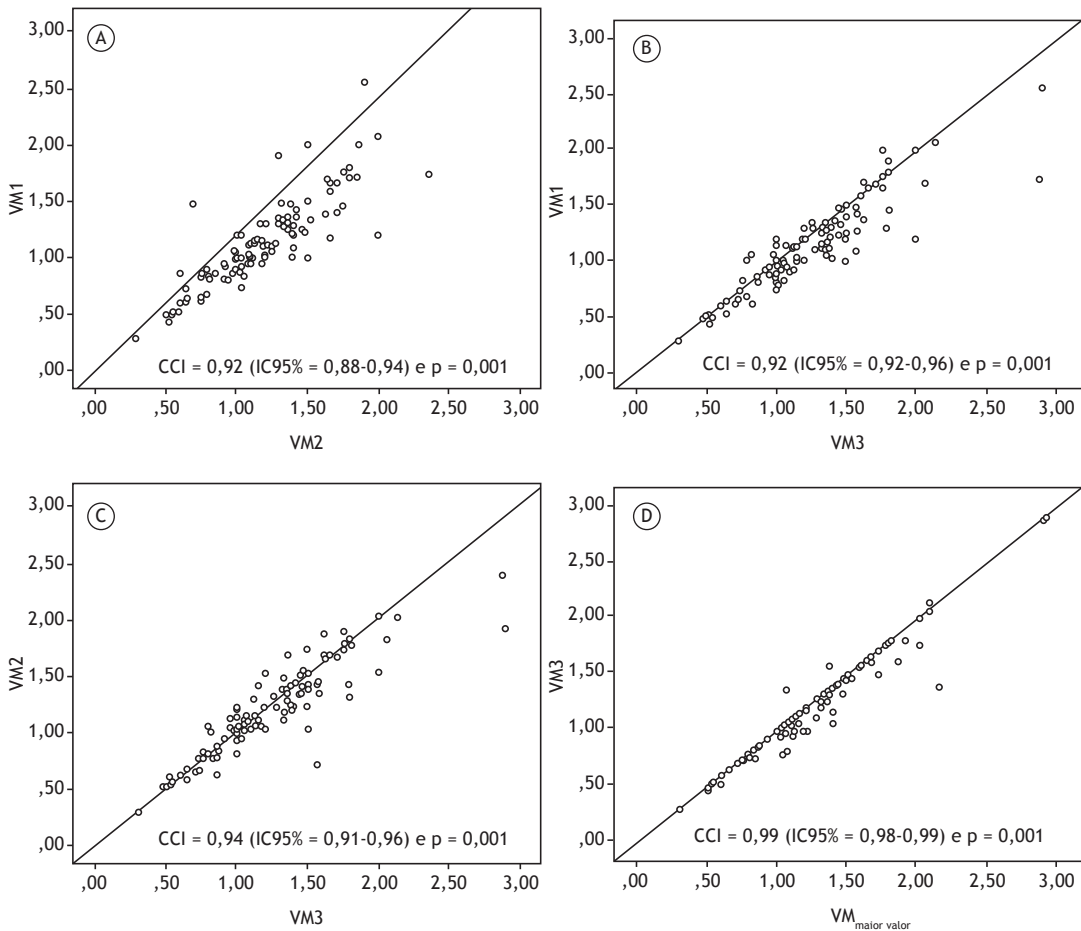 A
3,00
2,50
2,00
1,50
1,00
,50
,00
VM1
CCI = 0,92 (IC95% = 0,88-0,94) e p = 0,001
,00 ,50 1,00 1,50 2,00 2,50 3,00
VM2
B
3,00
2,50
2,00
1,50
1,00
,50
,00
VM1
CCI = 0,92 (IC95% = 0,92-0,96) e p = 0,001
,00 ,50 1,00 1,50 2,00 2,50 3,00
VM3
C
3,00
2,50
2,00
1,50
1,00
,50
,00
VM2
CCI = 0,94 (IC95% = 0,91-0,96) e p = 0,001
,00 ,50 1,00 1,50 2,00 2,50 3,00
VM3
D
3,00
2,50
2,00
1,50
1,00
,50
,00
VM3
CCI = 0,99 (IC95% = 0,98-0,99) e p = 0,001
,00 ,50 1,00 1,50 2,00 2,50 3,00
VM maior valor